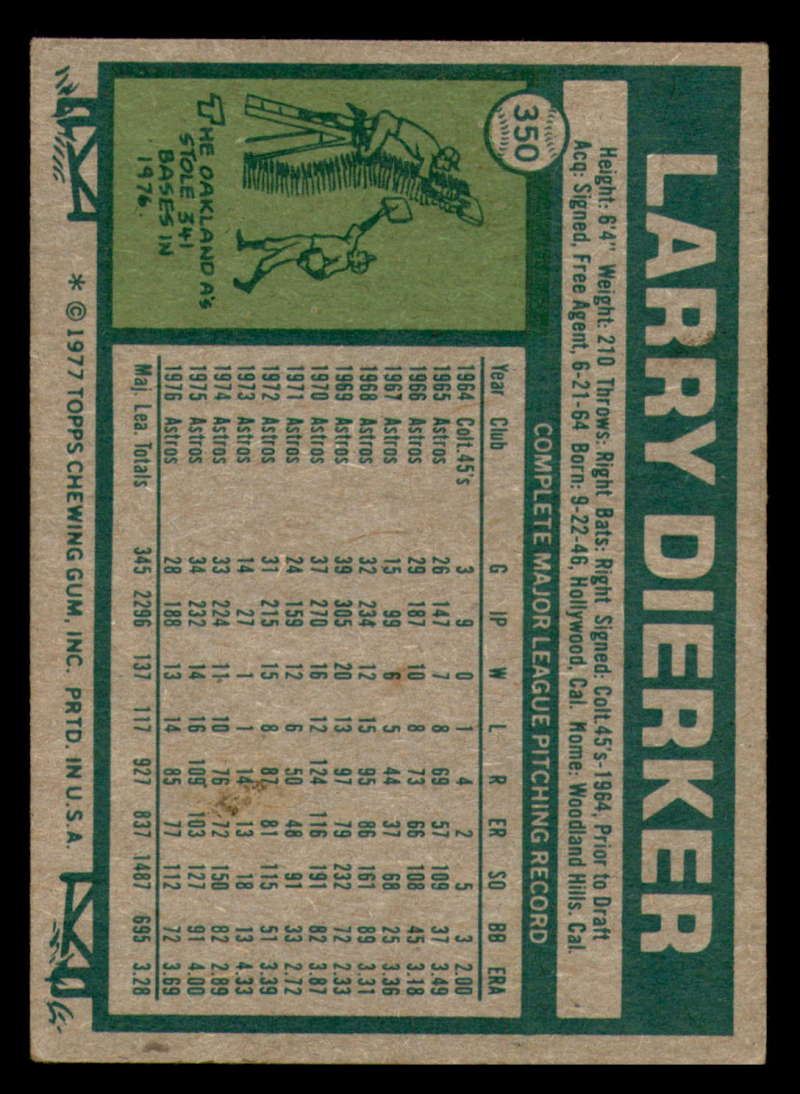 350
LARRY DIERKER
Height: 6'4" Weight: 210 Throws: Right Bats: Right Signed: Colt.45's-1964, Prior to Draft
Acq: Signed, Free Agent, 6-21-64 Born: 9-22-46, Hollywood, Cal. Home: Woodland Hills. Cal.
THE OAKLAND A'S
STOLE 341
BASES IN
1976.
COMPLETE MAJOR LEAGUE PITCHING RECORD
Year Club G IP W L R ER SO BB ERA
1964 Colt.45's 3 9 0 1 4 2 5 3 2.00
1965 Astros 26 147 7 8 69 57 109 37 3.49
1966 Astros 29 187 10 8 73 66 108 45 3.18
1967 Astros 15 99 6 5 44 37 68 25 3.36
1968 Astros 32 234 12 15 95 86 161 89 3.31
1969 Astros 39 305 20 13 97 79 232 72 2.33
1970 Astros 37 270 16 12 124 116 191 82 3.87
1971 Astros 24 159 12 6 50 48 91 33 2.72
1972 Astros 31 215 15 8 87 81 115 51 3.39
1973 Astros 14 27 1 1 14 13 18 13 4.33
1974 Astros 33 224 11 10 76 72 150 82 2.89
1975 Astros 34 232 14 16 109 103 127 91 4.00
1976 Astros 28 188 13 14 85 77 112 72 3.69
Maj. Lea. Totals 345 2296 137 117 927 837 1487 695 3.28
* © 1977 TOPPS CHEWING GUM, INC. PRTD. IN U.S.A.